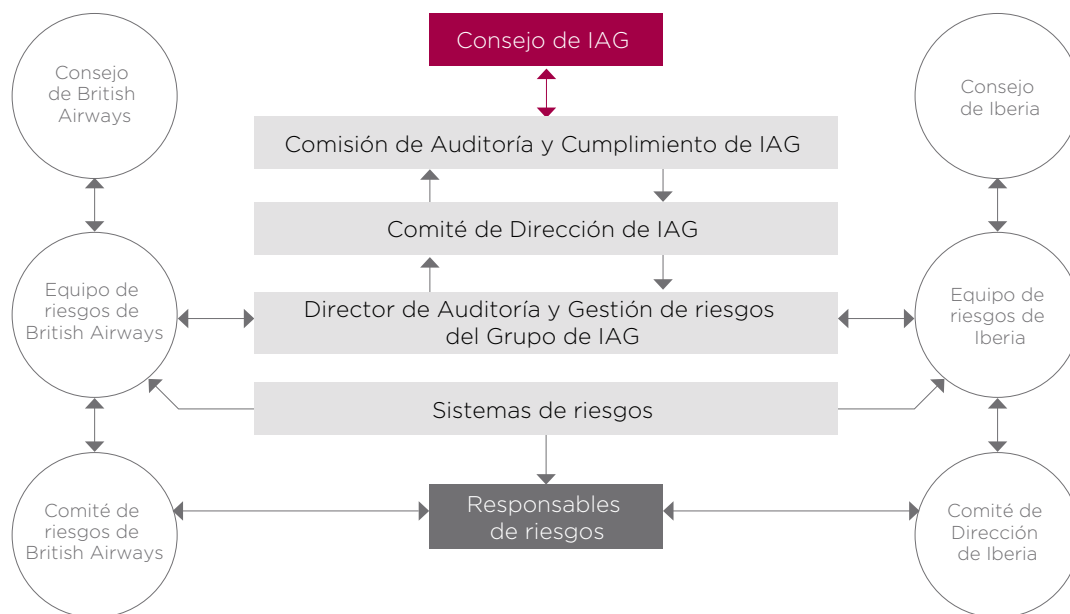 Consejo de IAG
Consejo
de British
Airways
Consejo
de Iberia
Comisión de Auditoría y Cumplimiento de IAG
Comité de Dirección de IAG
Equipo de
riesgos de
British Airways
Director de Auditoría y Gestión de riesgos
del Grupo de IAG
Equipo de
riesgos de
Iberia
Sistemas de riesgos
Comité de
riesgos de
British Airways
Responsables
de riesgos
Comité de
Dirección
de Iberia